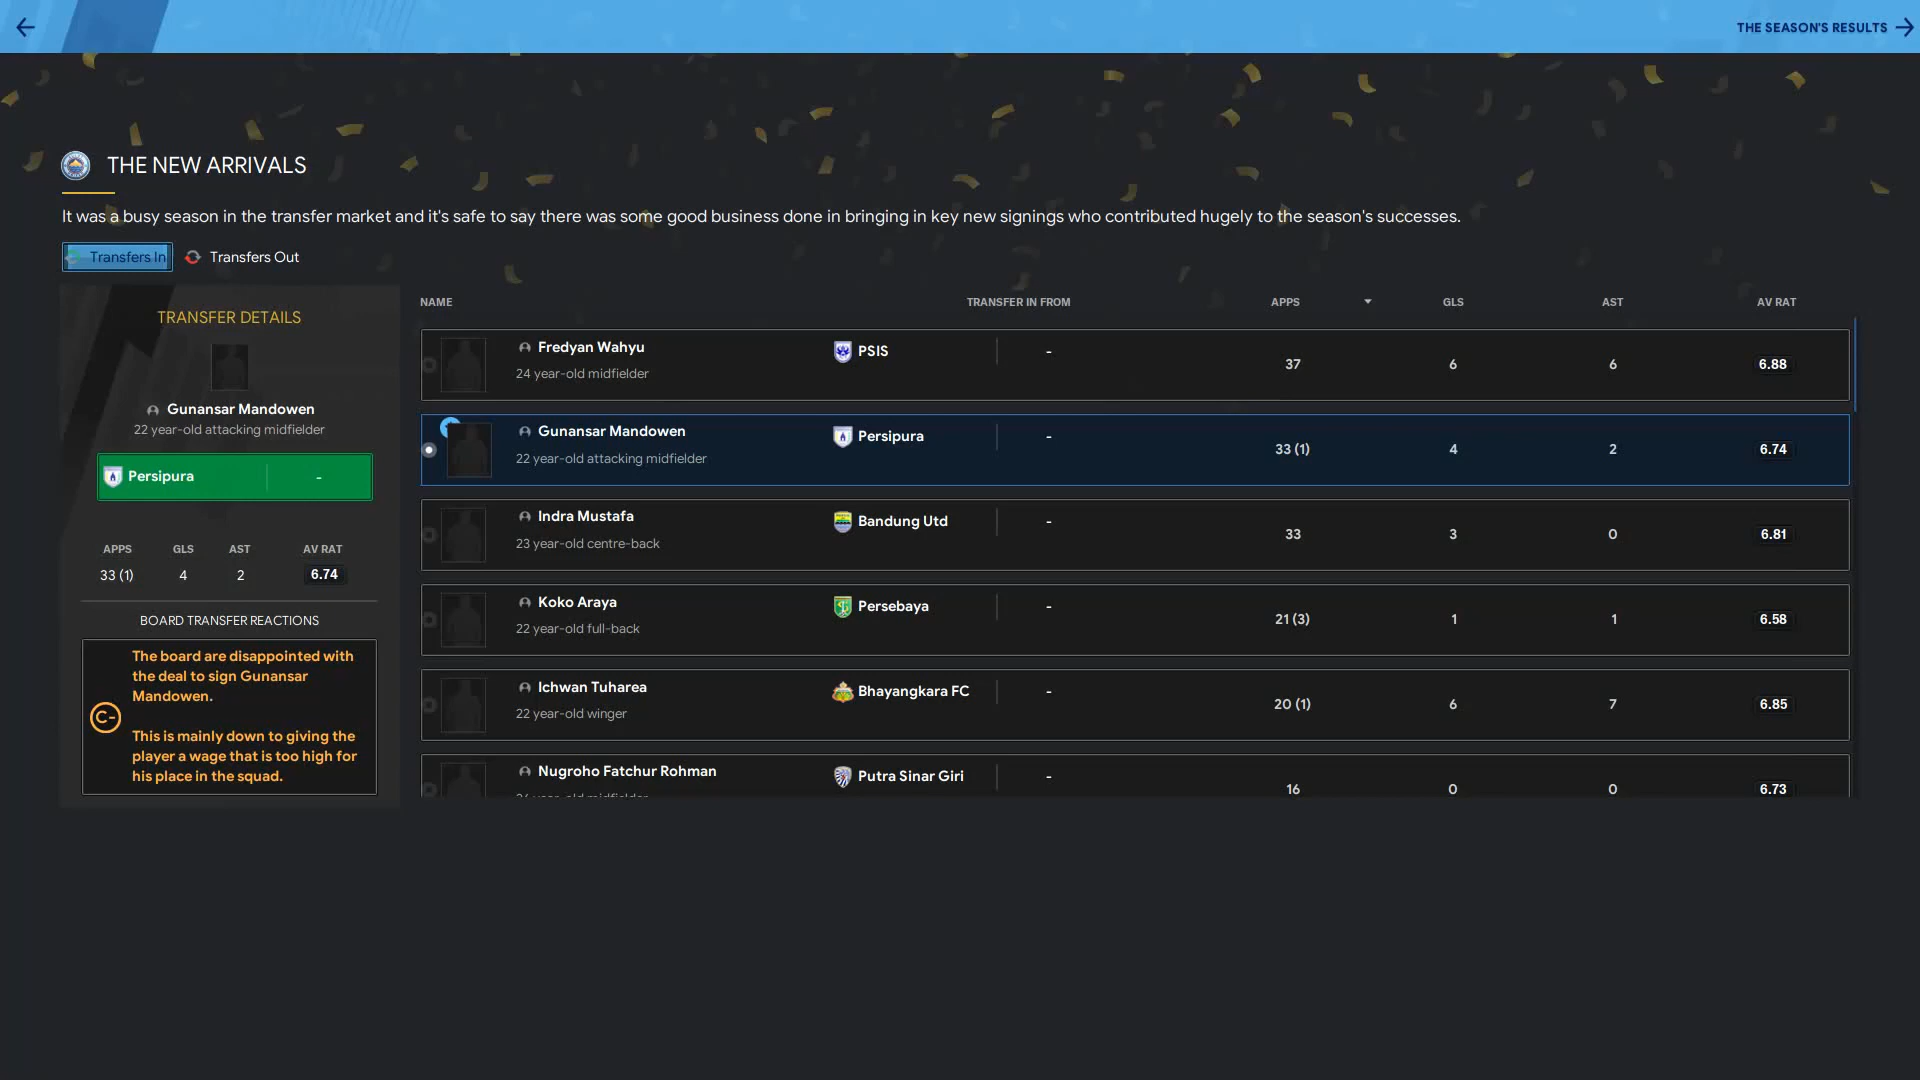 THE SEASON'S RESULTS
THE NEW ARRIVALS
It was a busy season in the transfer market and it's safe to say there was some good business done in bringing in key new signings who contributed hugely to the season's successes.
Transfers In
Transfers Out
TRANSFER DETAILS
Gunansar Mandowen
22 year-old attacking midfielder
Persipura -
APPS GLS AST AV RAT
33 (1) 4 2 6.74
BOARD TRANSFER REACTIONS
C-
The board are disappointed with
the deal to sign Gunansar
Mandowen.
This is mainly down to giving the
player a wage that is too high for
his place in the squad.
NAME TRANSFER IN FROM APPS GLS AST AV RAT
Fredyan Wahyu PSIS - 37 6 6 6.88
24 year-old midfielder
Gunansar Mandowen Persipura - 33 (1) 4 2 6.74
22 year-old attacking midfielder
Indra Mustafa Bandung Utd - 33 3 0 6.81
23 year-old centre-back
Koko Araya Persebaya - 21 (3) 1 1 6.58
22 year-old full-back
Ichwan Tuharea Bhayangkara FC - 20 (1) 6 7 6.85
22 year-old winger
Nugroho Fatchur Rohman Putra Sinar Giri - 16 0 0 6.73